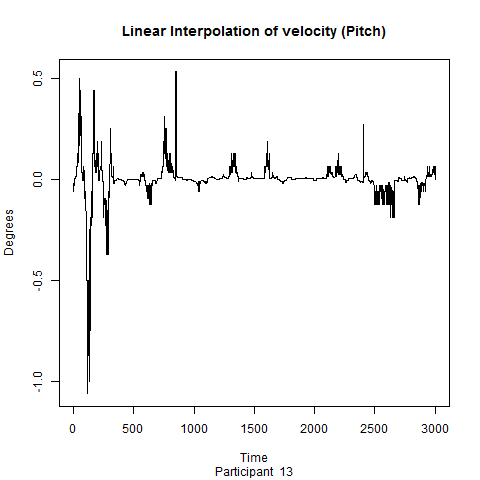 Linear Interpolation of velocity (Pitch)
0.5
0.0
-0.5
-1.0
Degrees
0 500 1000 1500 2000 2500 3000
Time
Participant 13